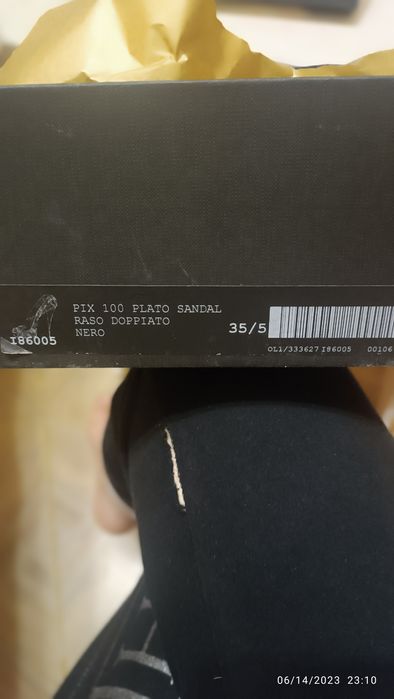 PIX 100 PLATO SANDAL
RASO DOPPIATO
NERO
35/5
I86005
OL1/333627 I86005 00106
06/14/2023 23:10